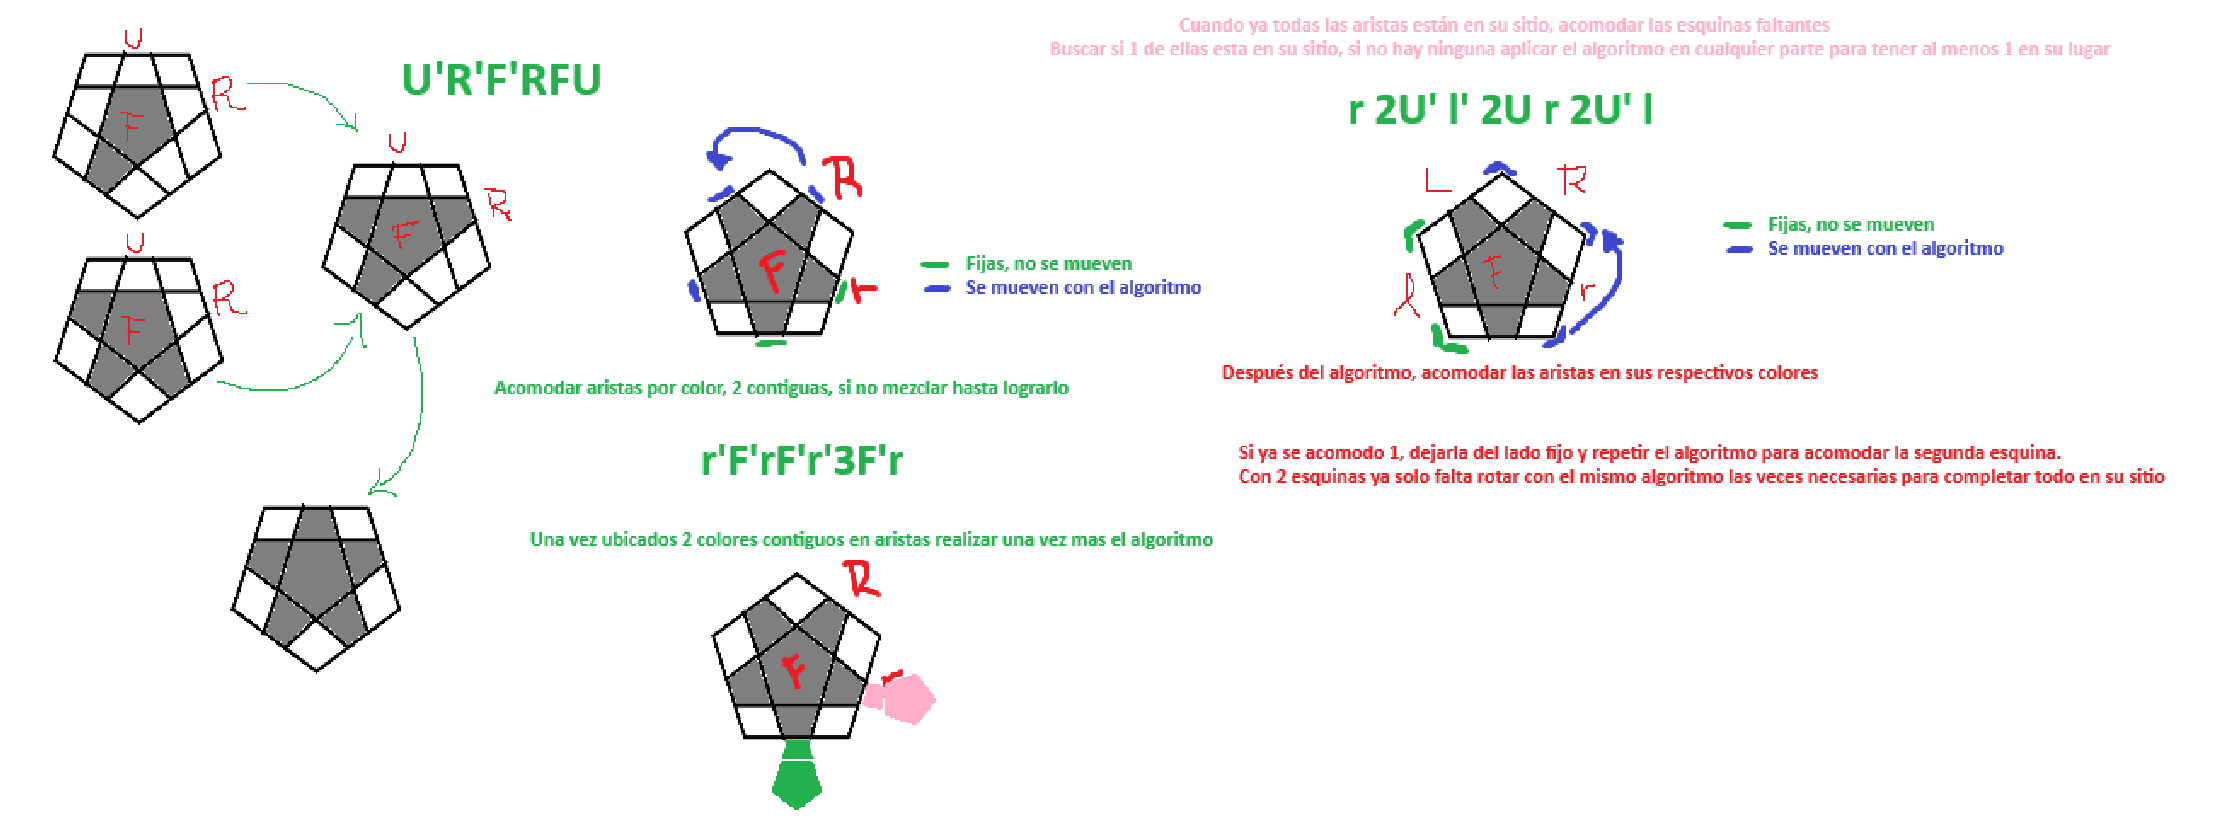 Cuando ya todas las aristas están en su sitio, acomodar las esquinas faltantes
Buscar si 1 de ellas esta en su sitio, si no hay ninguna aplicar el algoritmo en cualquier parte para tener al menos 1 en su lugar
U
R
F
U'R'F'RFU
U
R
F
U
R
F
R
F
r
Fijas, no se mueven
Se mueven con el algoritmo
Acomodar aristas por color, 2 contiguas, si no mezclar hasta lograrlo
r'F'rF'r'3F'r
Una vez ubicados 2 colores contiguos en aristas realizar una vez mas el algoritmo
R
F
r
r 2U' l' 2U r 2U' l
L
R
F
l
r
Fijas, no se mueven
Se mueven con el algoritmo
Después del algoritmo, acomodar las aristas en sus respectivos colores
Si ya se acomodo 1, dejarla del lado fijo y repetir el algoritmo para acomodar la segunda esquina.
Con 2 esquinas ya solo falta rotar con el mismo algoritmo las veces necesarias para completar todo en su sitio